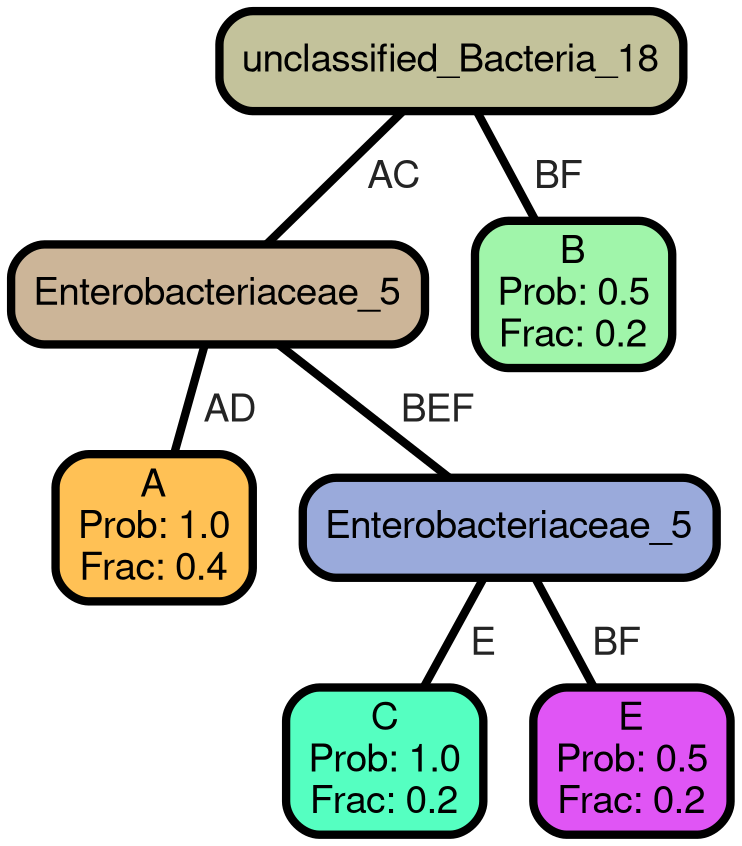 unclassified_Bacteria_18
AC
BF
B
Prob: 0.5
Frac: 0.2
Enterobacteriaceae_5
AD
BEF
A
Prob: 1.0
Frac: 0.4
Enterobacteriaceae_5
E
BF
C
Prob: 1.0
Frac: 0.2
E
Prob: 0.5
Frac: 0.2